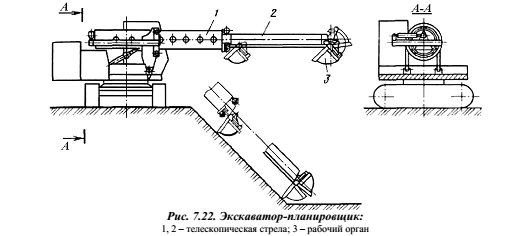 А
1
2
А-А
3
А
Рис. 7.22. Экскаватор-планировщик:
1, 2 – телескопическая стрела; 3 – рабочий орган